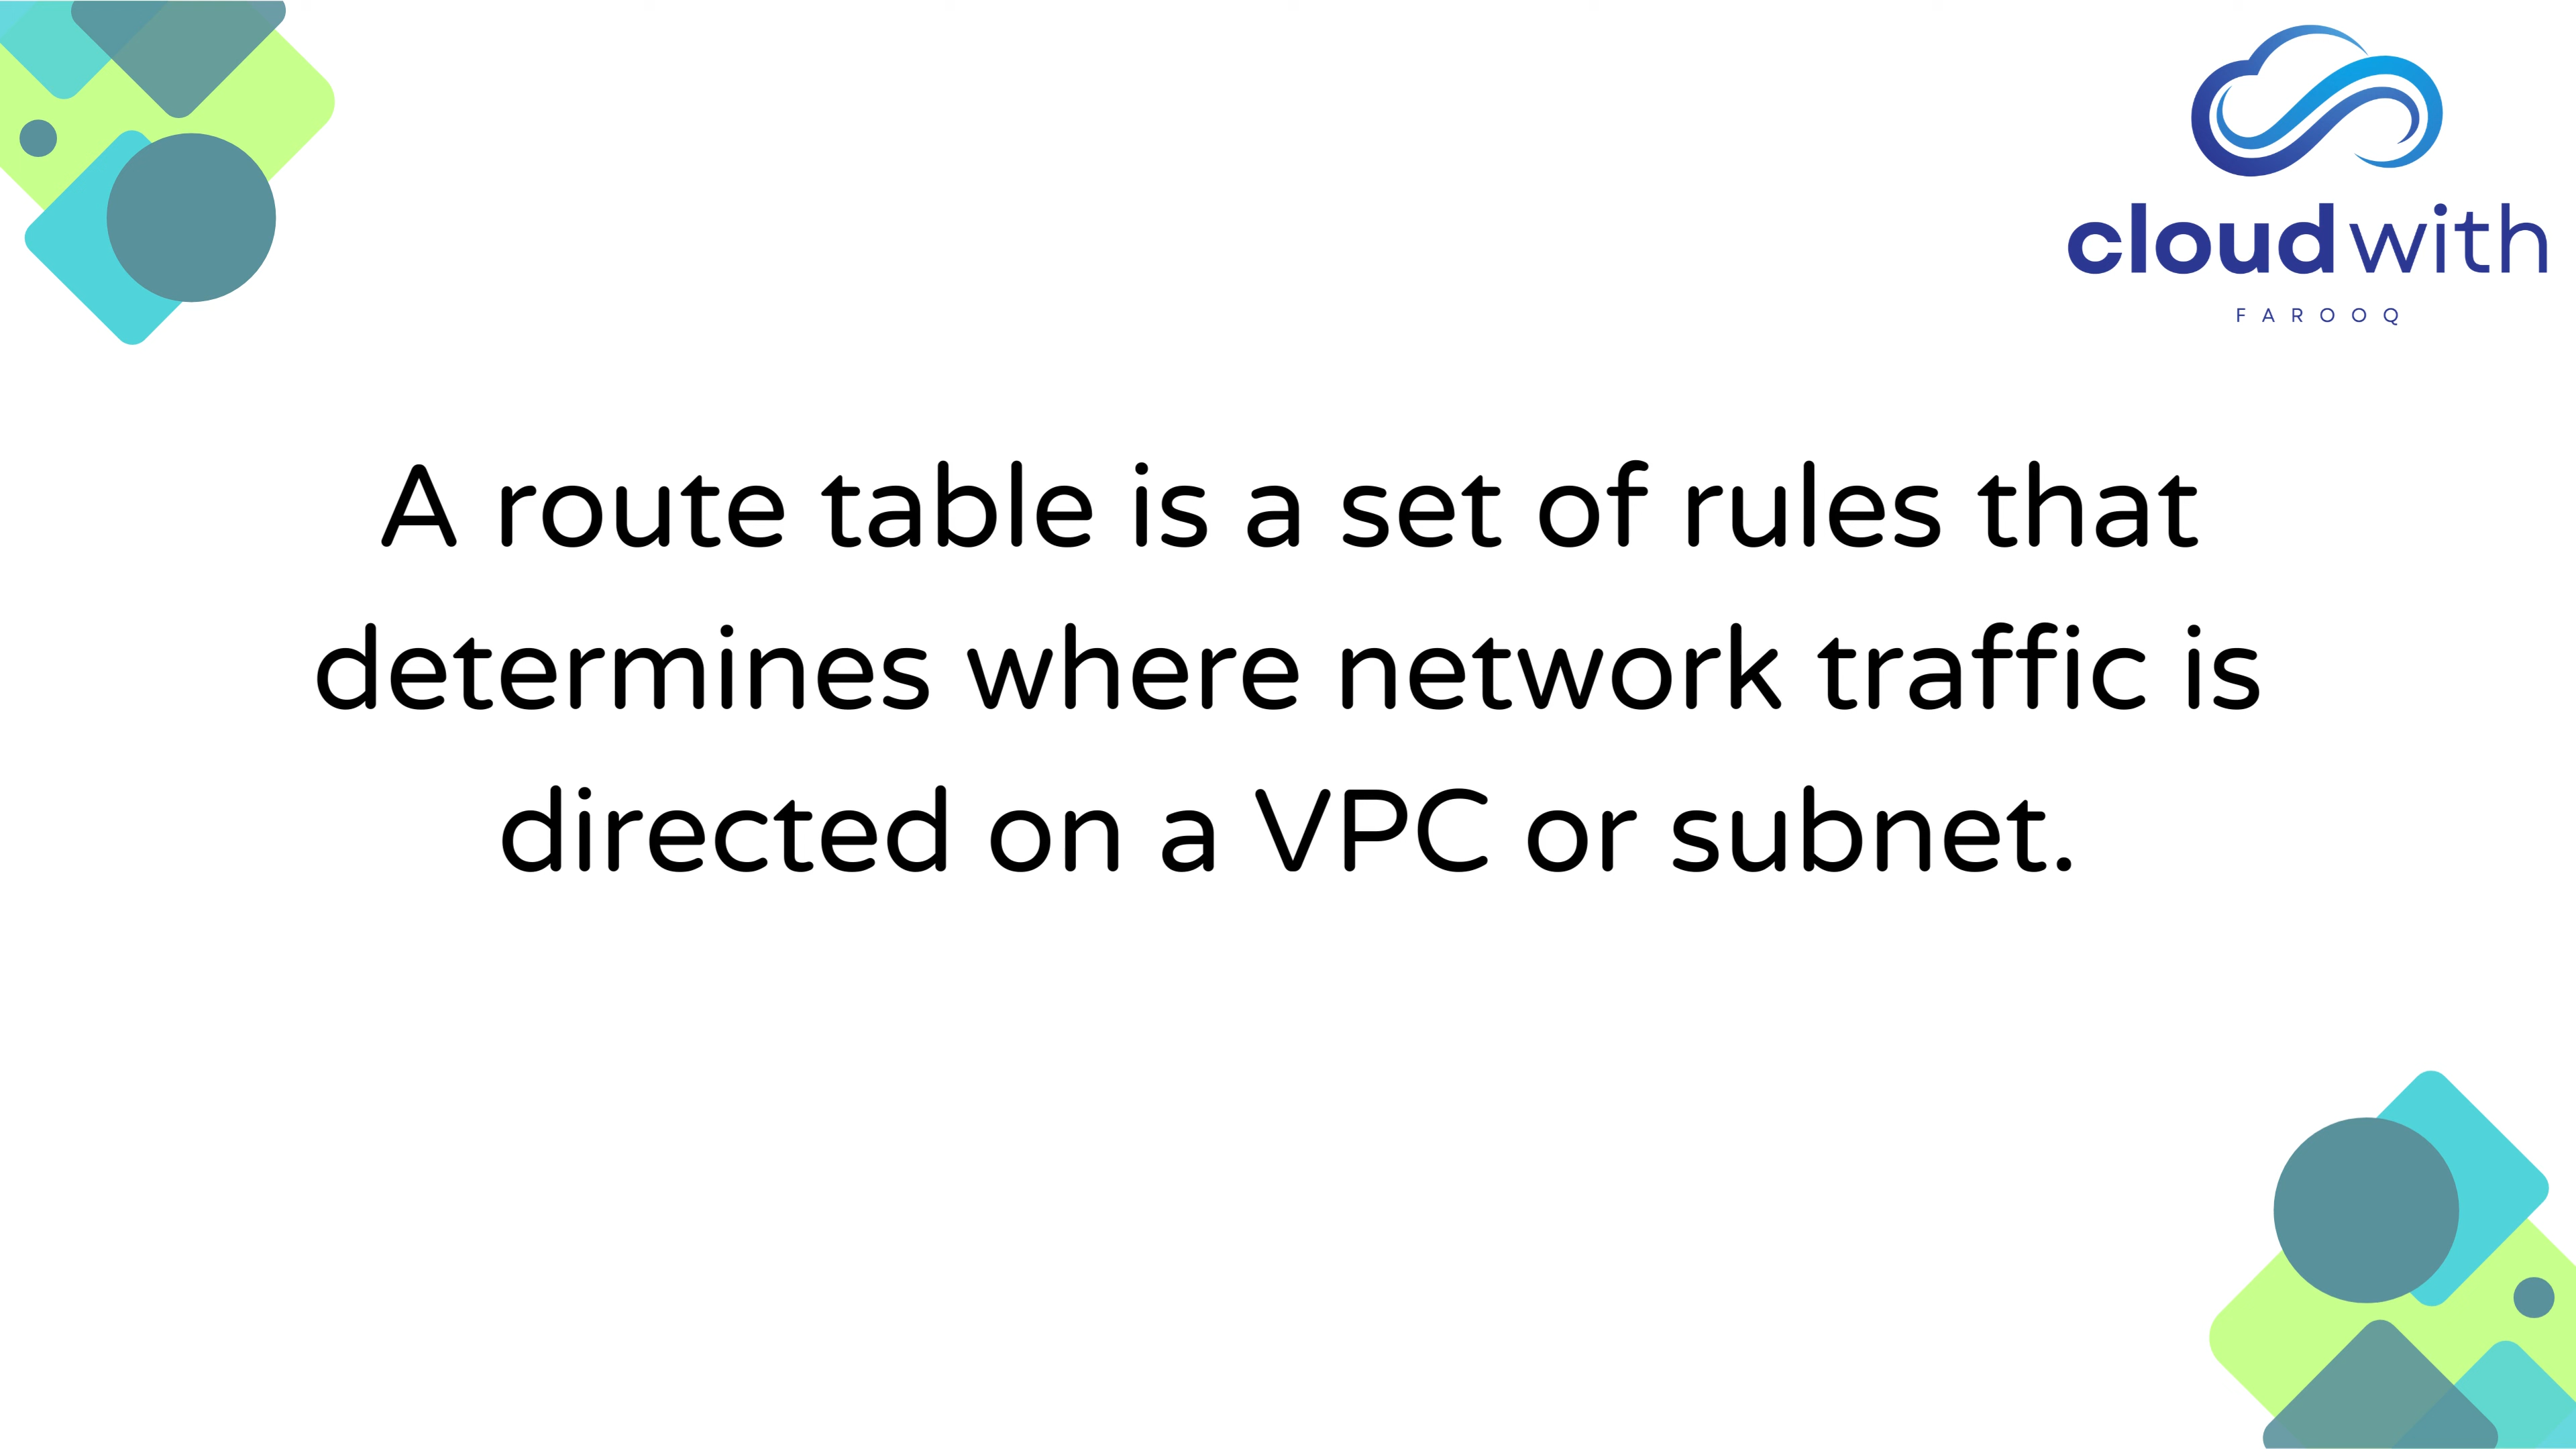 cloudwith
FAROOQ
A route table is a set of rules that
determines where network traffic is
directed on a VPC or subnet.